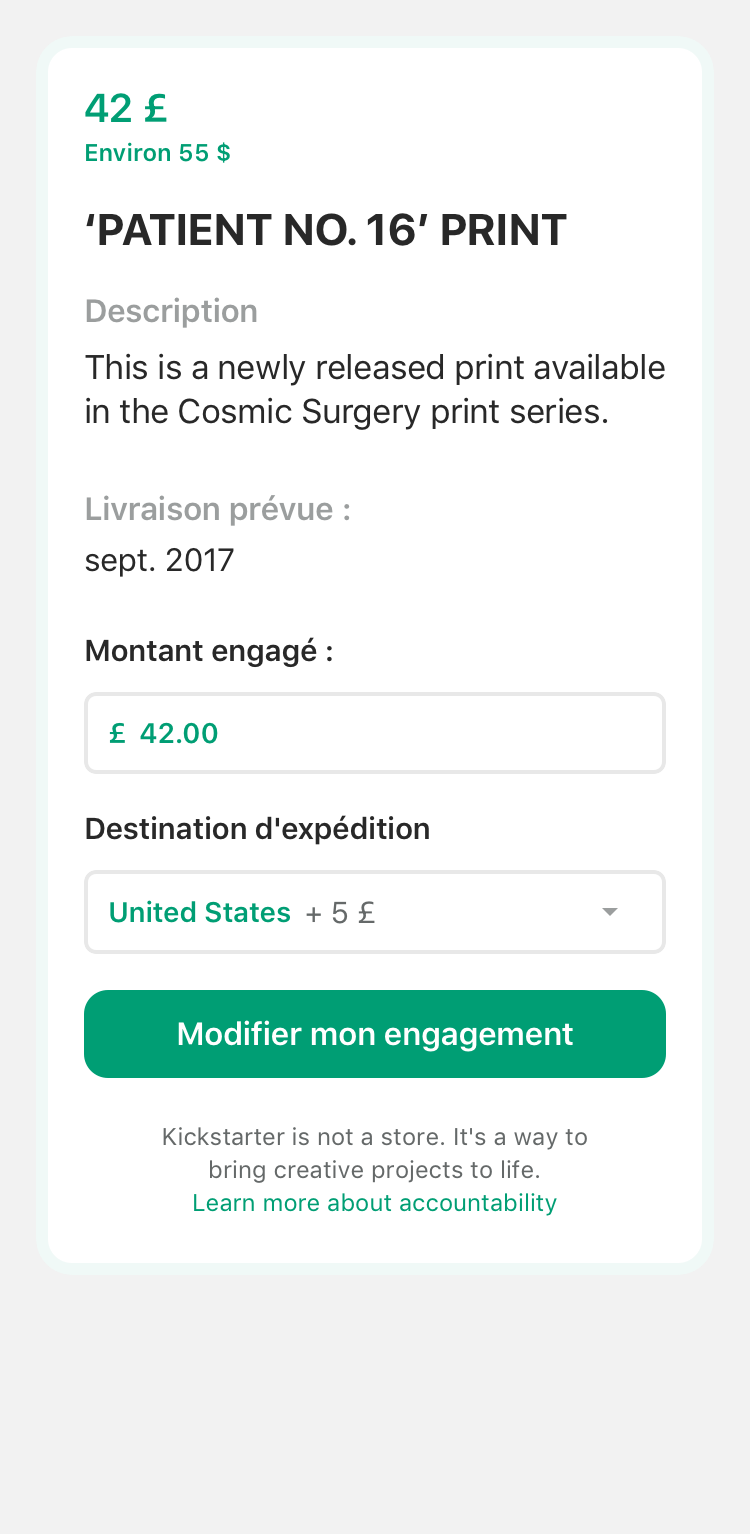 42 £
Environ 55 $
‘PATIENT NO. 16’ PRINT
Description
This is a newly released print available
in the Cosmic Surgery print series.
Livraison prévue :
sept. 2017
Montant engagé :
£ 42.00
Destination d'expédition
United States + 5 £
Modifier mon engagement
Kickstarter is not a store. It's a way to
bring creative projects to life.
Learn more about accountability